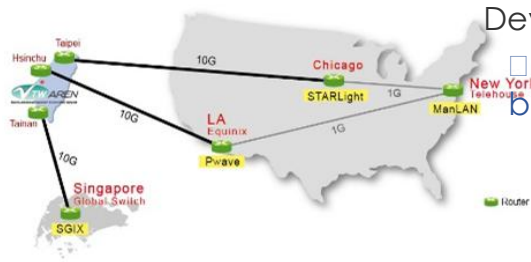 Dev
Taipei
Hsinchu
TWAREN
Tainan
10G
10G
10G
Chicago
STARLight
1G
New York
Telehouse
ManLAN
b
LA
Equinix
Pwave
1G
Singapore
Global Switch
SGIX
Router